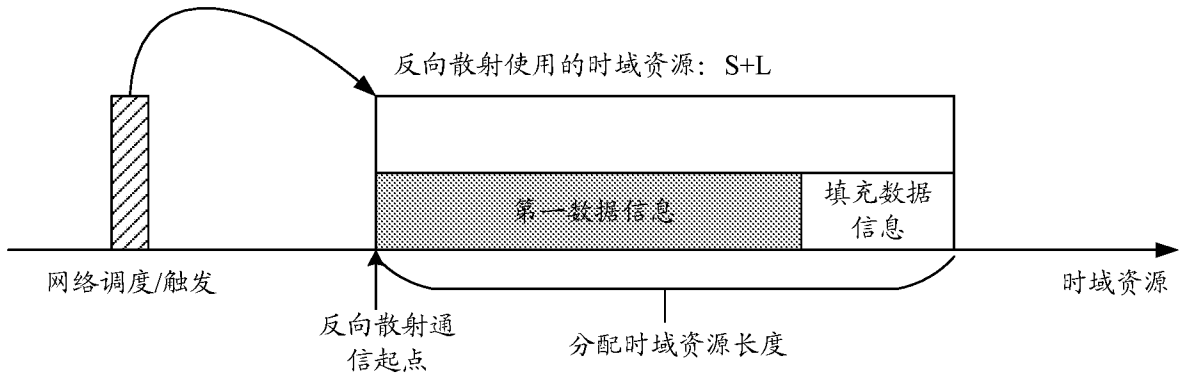 反向散射使用的时域资源：S+L
第一数据信息
填充数据
信息
网络调度/触发
时域资源
反向散射通
信起点
分配时域资源长度